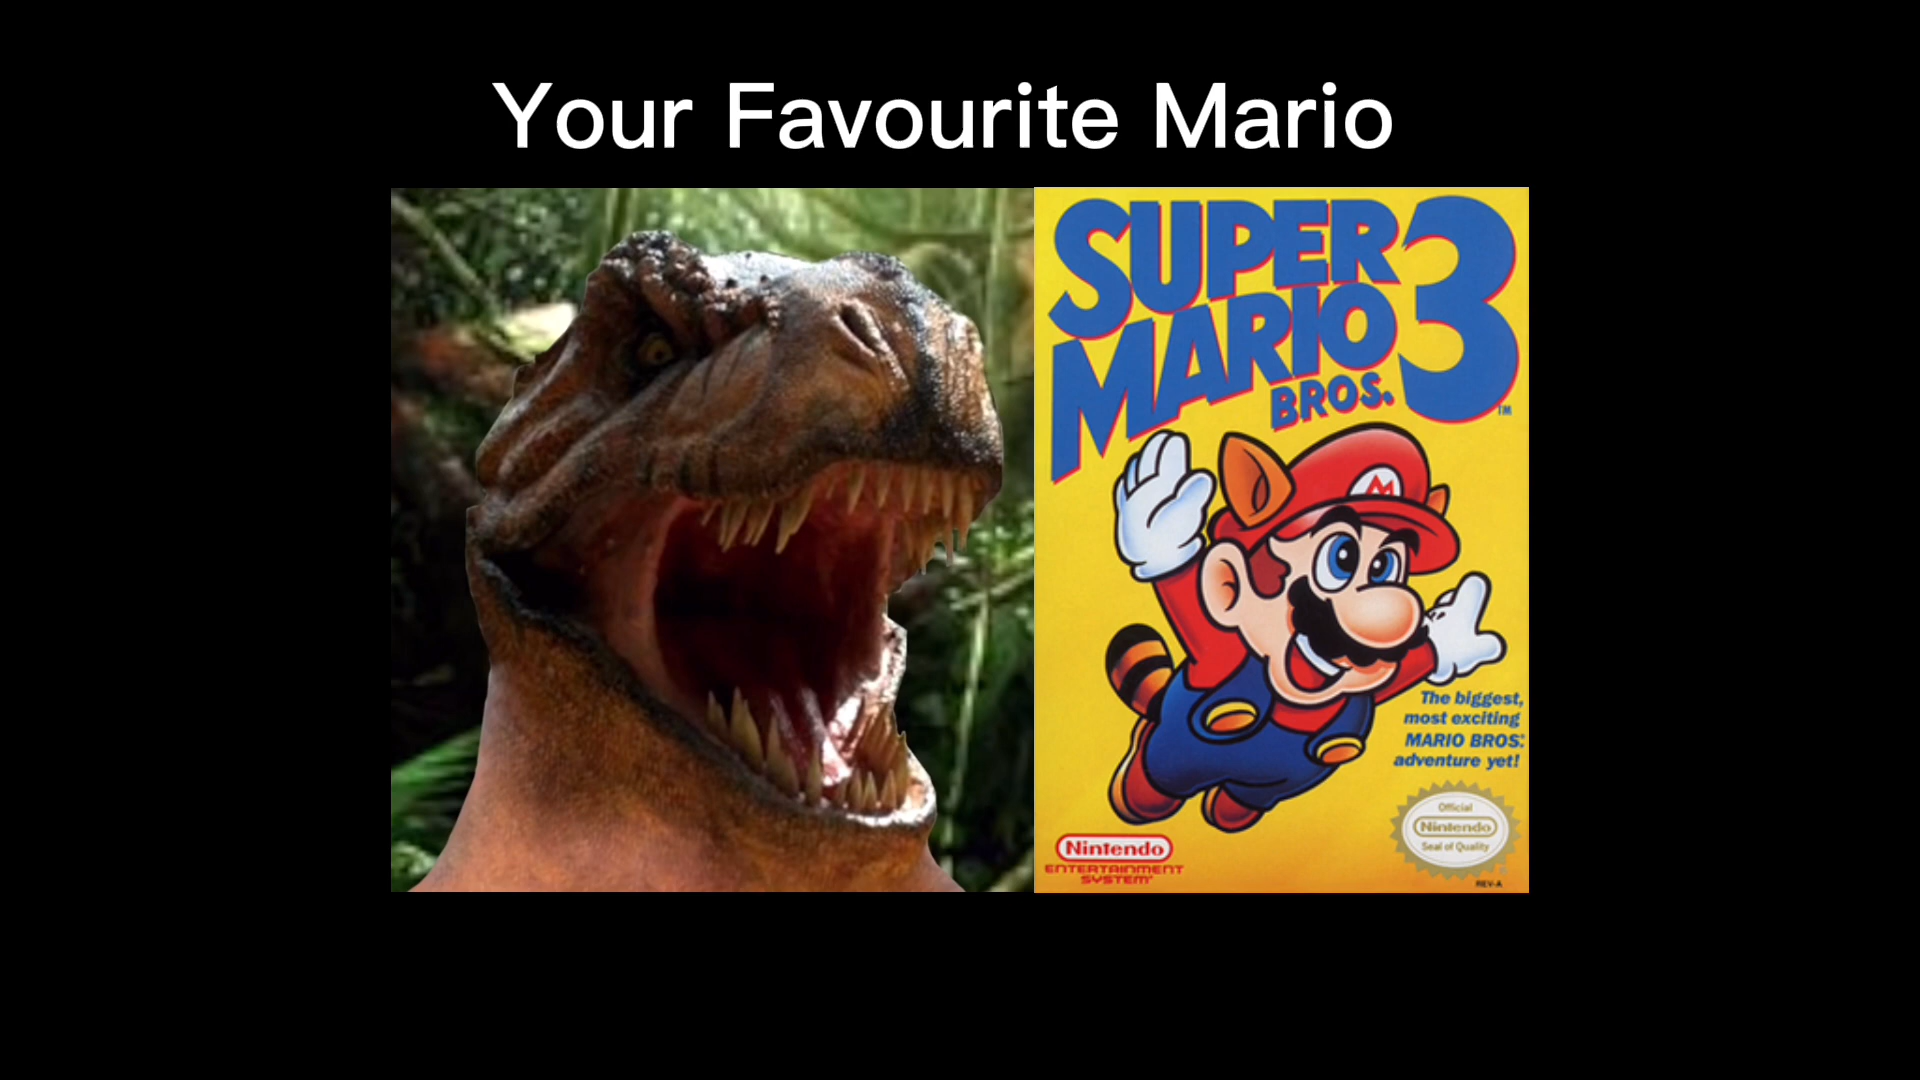 Your Favourite Mario
SUPER
MARIO
BROS. 3
TM
M
The biggest,
most exciting
MARIO BROS.
adventure yet!
Official
Nintendo
Seal of Quality
Nintendo
ENTERTAINMENT
SYSTEM
REV-A